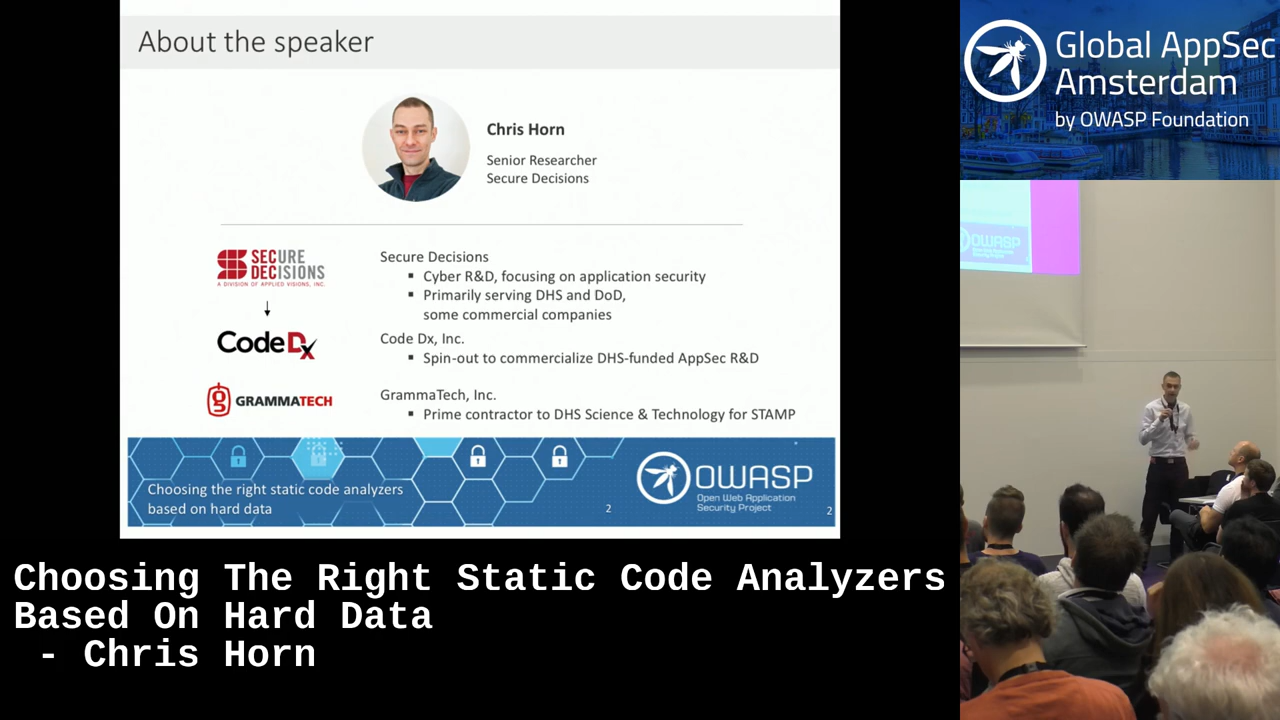 About the speaker
Chris Horn
Senior Researcher
Secure Decisions
SECURE
DECISIONS
A DIVISION OF APPLIED VISIONS, INC.
Secure Decisions
▪ Cyber R&D, focusing on application security
▪ Primarily serving DHS and DoD,
some commercial companies
Code Dx
Code Dx, Inc.
▪ Spin-out to commercialize DHS-funded AppSec R&D
g
GRAMMATECH
GrammaTech, Inc.
▪ Prime contractor to DHS Science & Technology for STAMP
Choosing the right static code analyzers
based on hard data
2
OWASP
Open Web Application
Security Project
2
Choosing The Right Static Code Analyzers
Based On Hard Data
- Chris Horn
Global AppSec
Amsterdam
by OWASP Foundation
OWASP